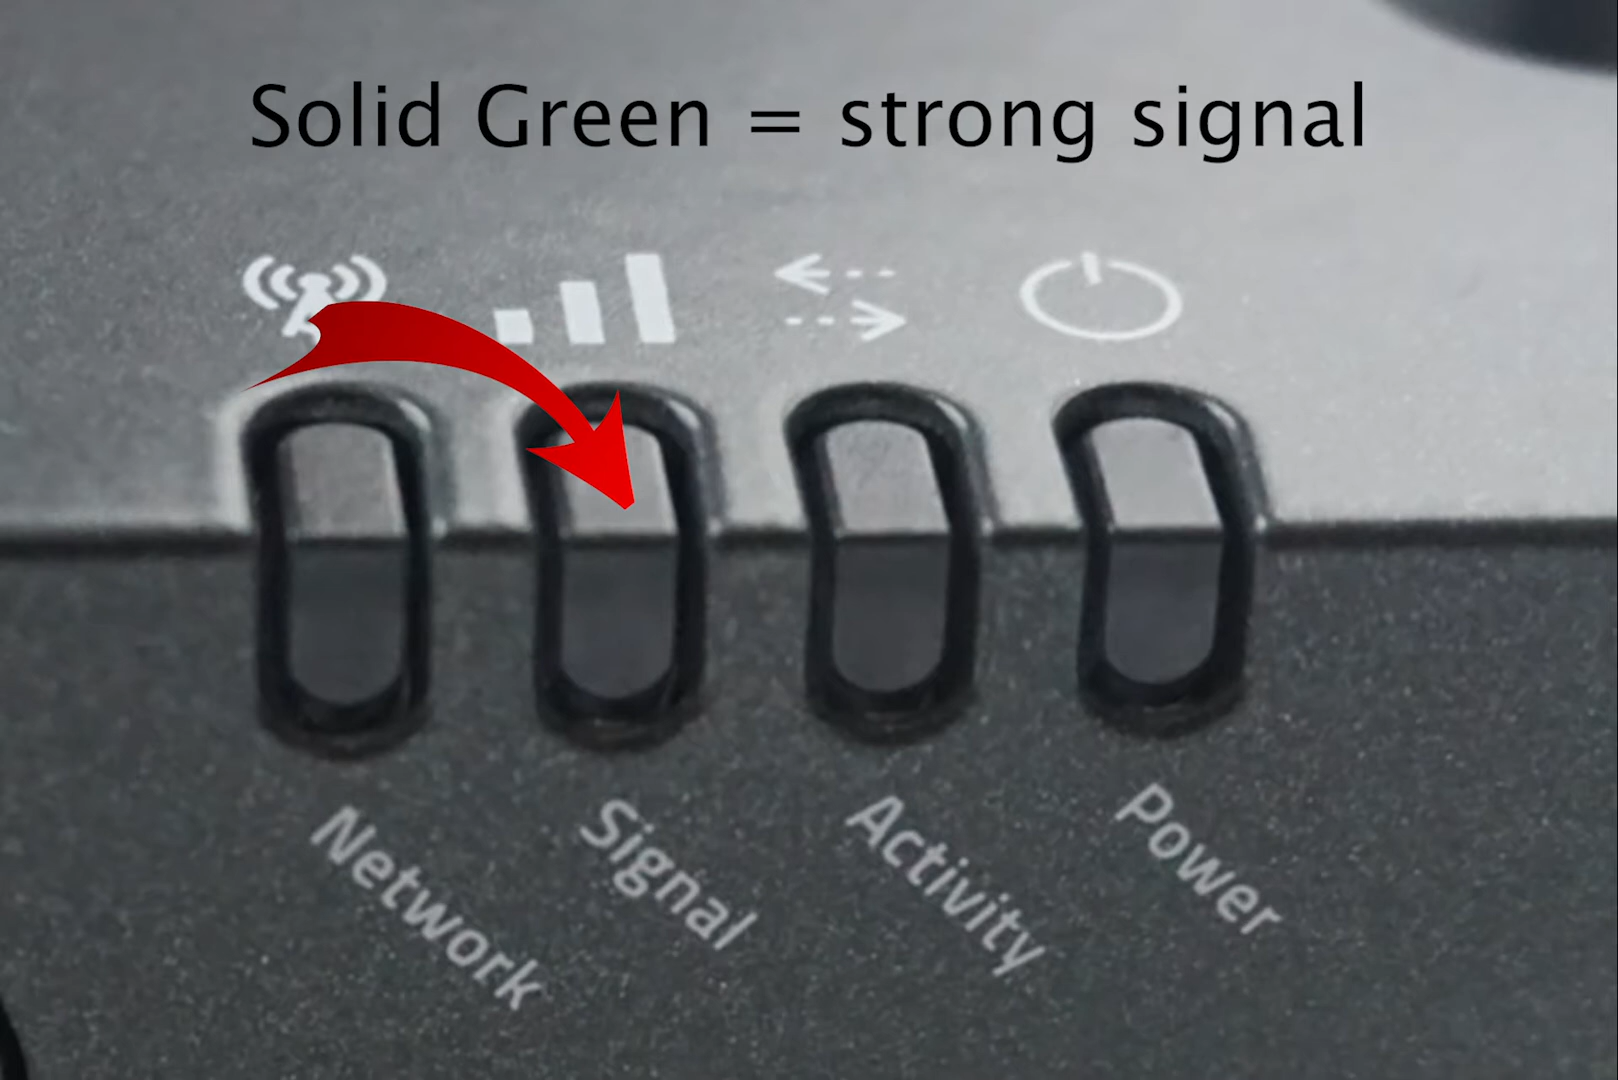 Solid Green = strong signal
Network
Signal
Activity
Power